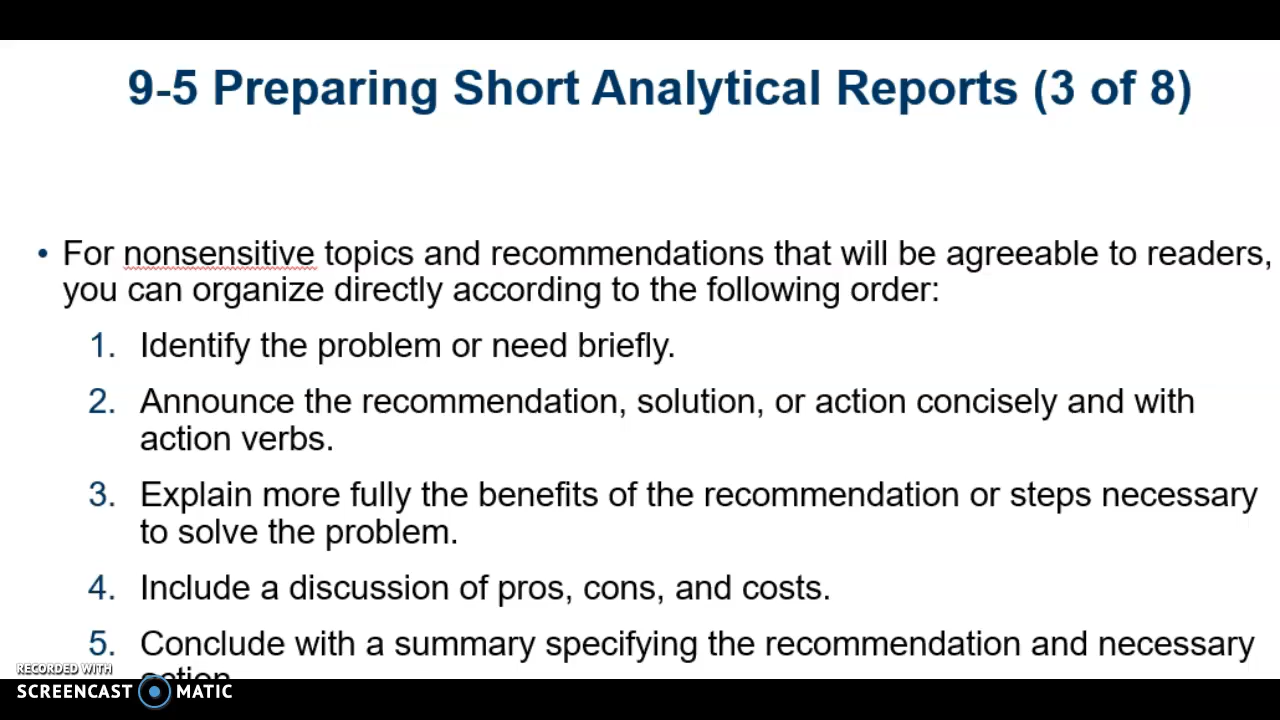 9-5 Preparing Short Analytical Reports (3 of 8)
• For nonsensitive topics and recommendations that will be agreeable to readers,
you can organize directly according to the following order:
1. Identify the problem or need briefly.
2. Announce the recommendation, solution, or action concisely and with
action verbs.
3. Explain more fully the benefits of the recommendation or steps necessary
to solve the problem.
4. Include a discussion of pros, cons, and costs.
5. Conclude with a summary specifying the recommendation and necessary
action.
RECORDED WITH
SCREENCAST MATIC